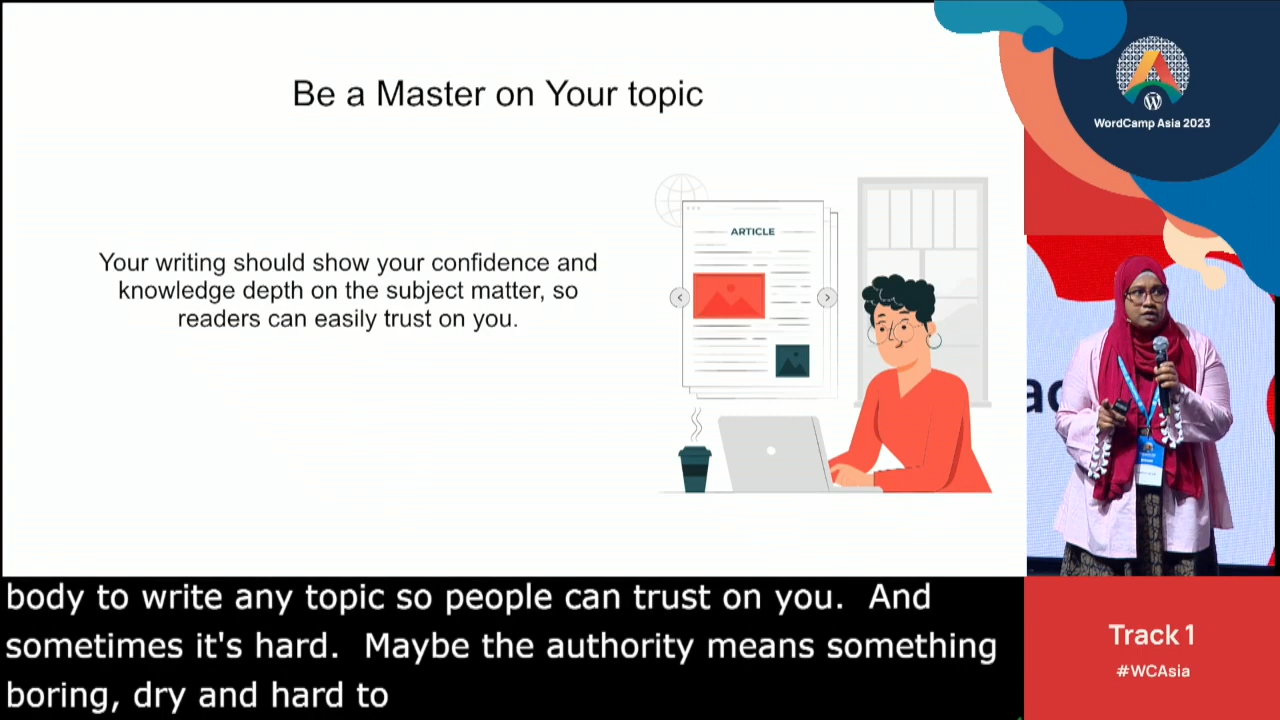 Be a Master on Your topic
Your writing should show your confidence and
knowledge depth on the subject matter, so
readers can easily trust on you.
ARTICLE
WordCamp Asia 2023
body to write any topic so people can trust on you. And
sometimes it's hard. Maybe the authority means something
boring, dry and hard to
Track 1
#WCAsia